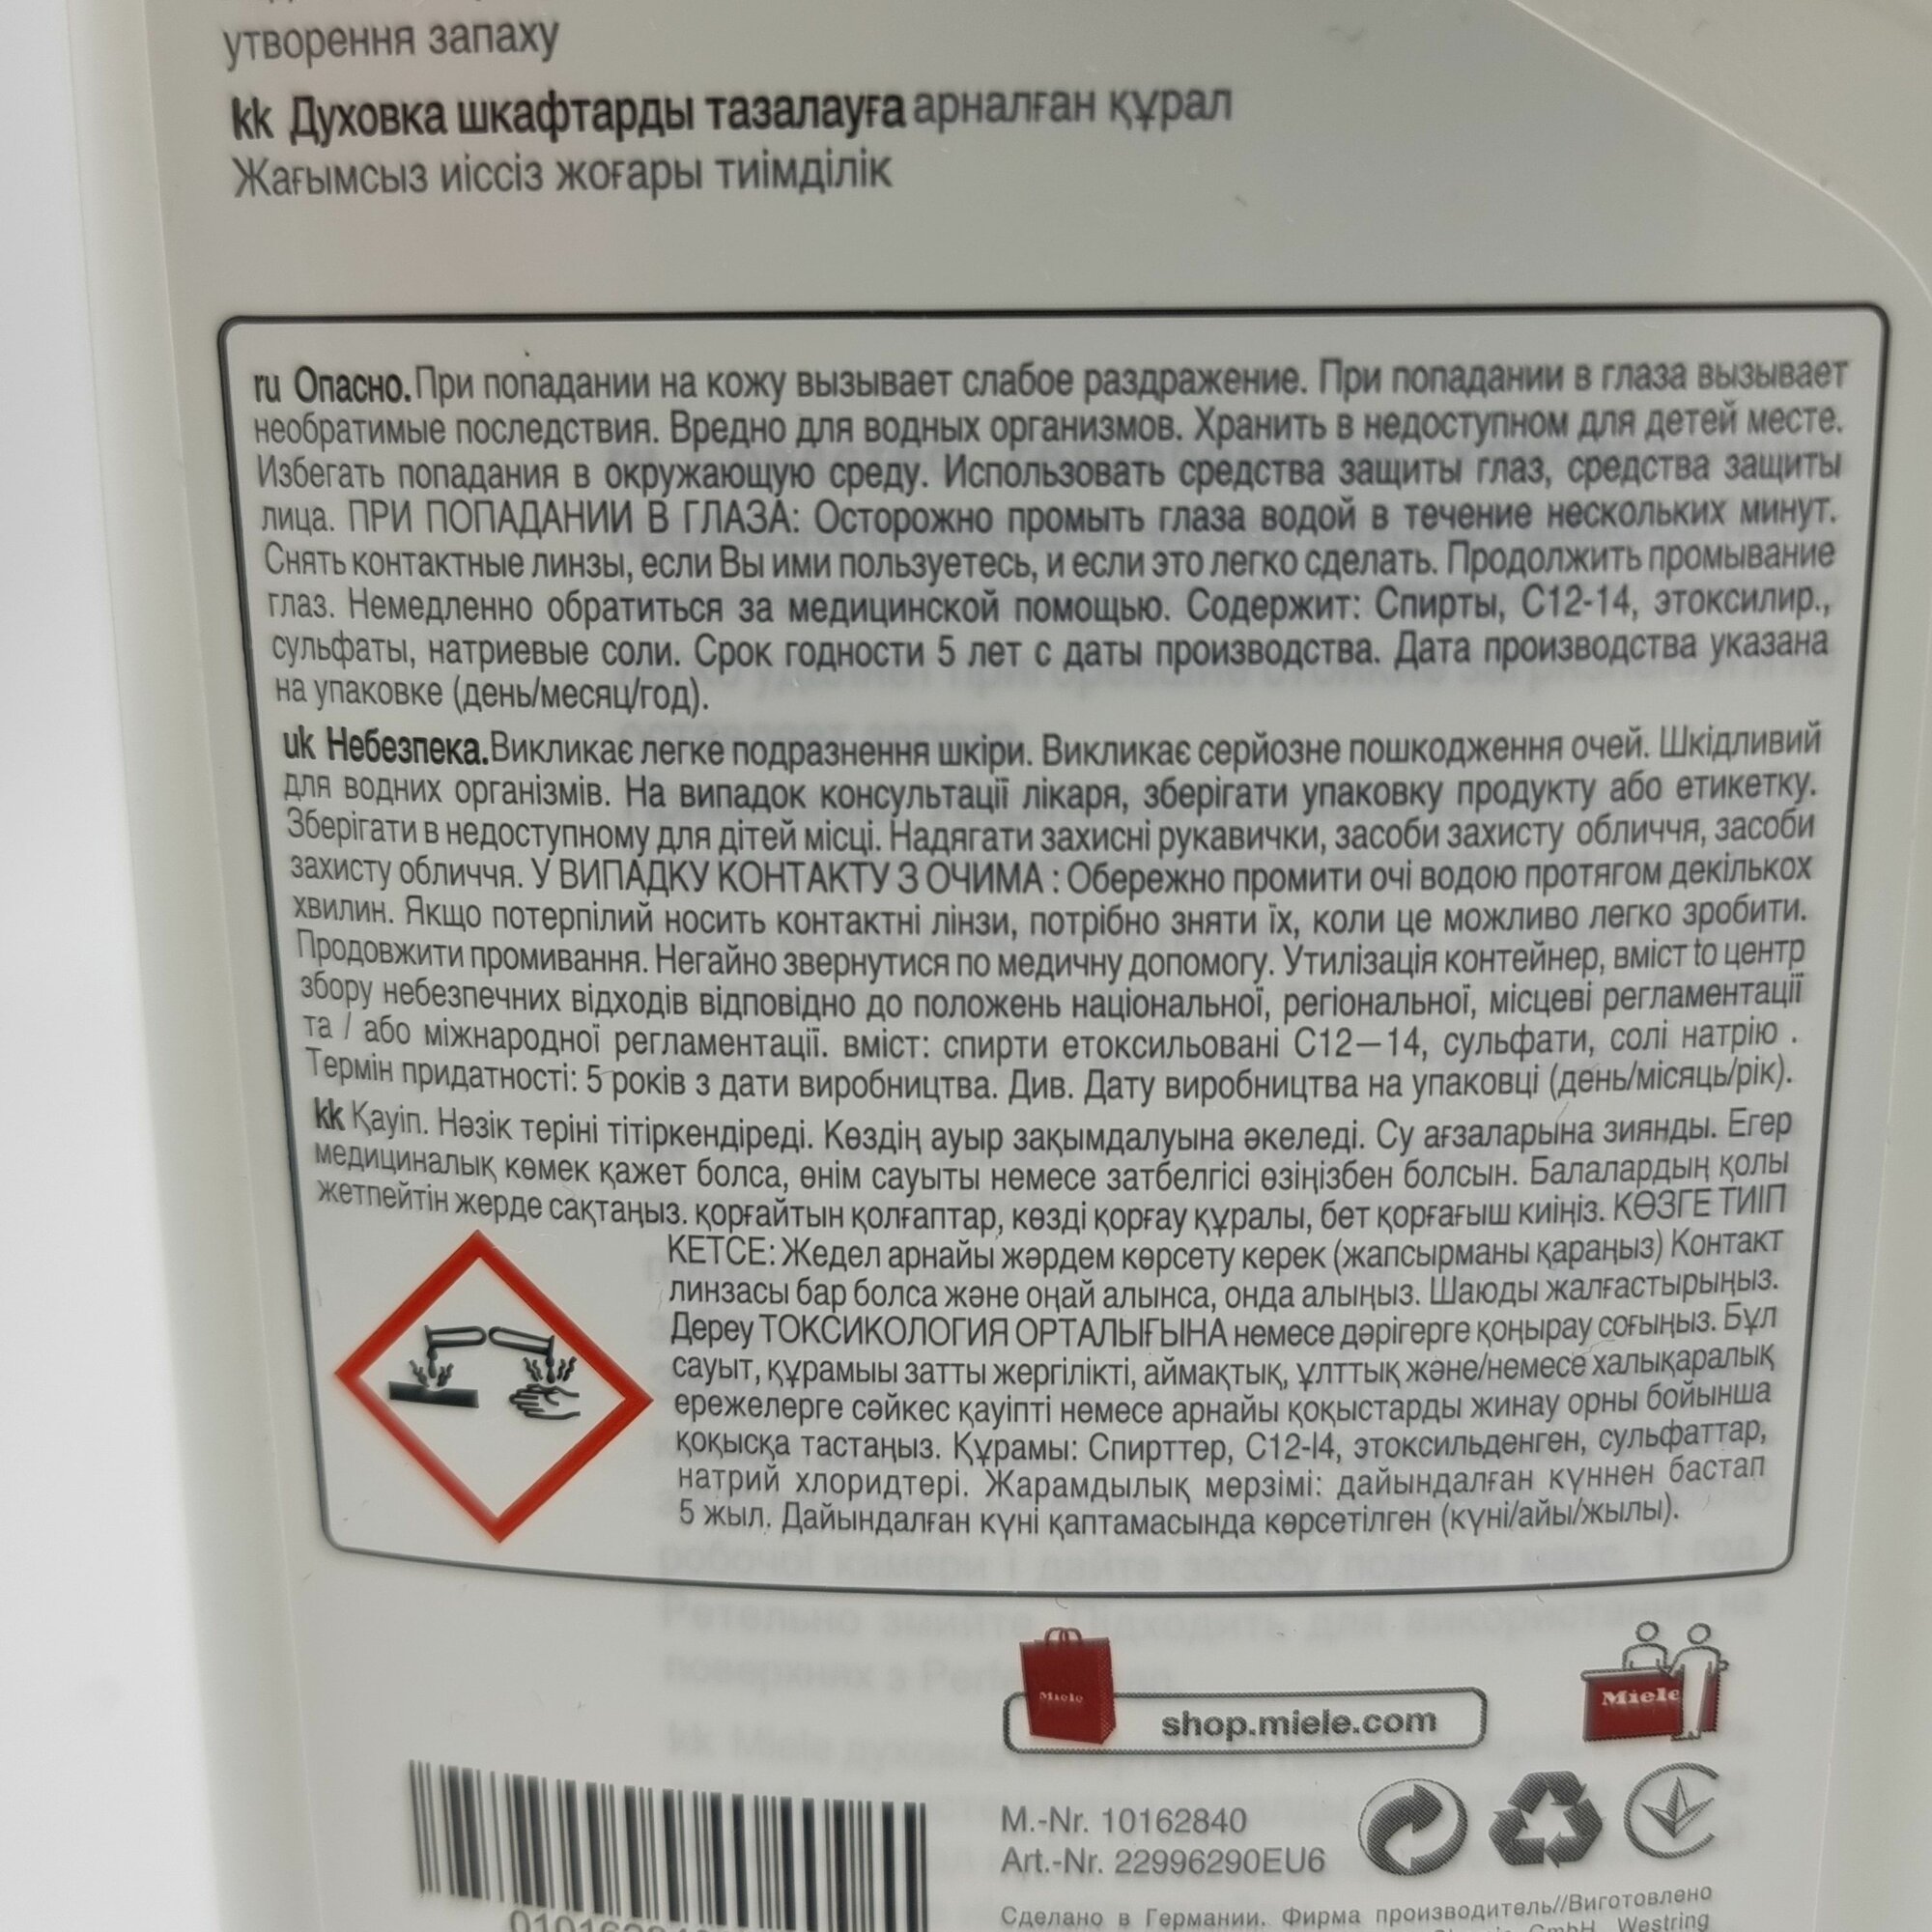 утворення запаху
kk Духовка шкафтарды тазалауға арналған құрал
Жағымсыз иіссіз жоғары тиімділік
ru Опасно. При попадании на кожу вызывает слабое раздражение. При попадании в глаза вызывает
необратимые последствия. Вредно для водных организмов. Хранить в недоступном для детей месте.
Избегать попадания в окружающую среду. Использовать средства защиты глаз, средства защиты
лица. ПРИ ПОПАДАНИИ В ГЛАЗА: Осторожно промыть глаза водой в течение нескольких минут.
Снять контактные линзы, если Вы ими пользуетесь, и если это легко сделать. Продолжить промывание
глаз. Немедленно обратиться за медицинской помощью. Содержит: Спирты, С12-14, этоксилир.,
сульфаты, натриевые соли. Срок годности 5 лет с даты производства. Дата производства указана
на упаковке (день/месяц/год).
uk Небезпека. Викликає легке подразнення шкіри. Викликає серйозне пошкодження очей. Шкідливий
для водних організмів. На випадок консультації лікаря, зберігати упаковку продукту або етикетку.
Зберігати в недоступному для дітей місці. Надягати захисні рукавички, засоби захисту обличчя, засоби
захисту обличчя. У ВИПАДКУ КОНТАКТУ З ОЧИМА : Обережно промити очі водою протягом декількох
хвилин. Якщо потерпілий носить контактні лінзи, потрібно зняти їх, коли це можливо легко зробити.
Продовжити промивання. Негайно звернутися по медичну допомогу. Утилізація контейнер, вміст to центр
збору небезпечних відходів відповідно до положень національної, регіональної, місцеві регламентації
та / або міжнародної регламентації. вміст: спирти етоксильовані С12—14, сульфати, солі натрію .
Термін придатності: 5 років з дати виробництва. Див. Дату виробництва на упаковці (день/місяць/рік).
kk Қауіп. Нәзік теріні тітіркендіреді. Көздің ауыр зақымдалуына әкеледі. Су ағзаларына зиянды. Егер
медициналық көмек қажет болса, өнім сауыты немесе затбелгісі өзіңізбен болсын. Балалардың қолы
жетпейтін жерде сақтаңыз. қорғайтын қолғаптар, көзді қорғау құралы, бет қорғағыш киіңіз. КӨЗГЕ ТИІП
КЕТСЕ: Жедел арнайы жәрдем көрсету керек (жапсырманы қараңыз) Контакт
линзасы бар болса және оңай алынса, онда алыңыз. Шаюды жалғастырыңыз.
Дереу ТОКСИКОЛОГИЯ ОРТАЛЫҒЫНА немесе дәрігерге қоңырау соғыңыз. Бұл
сауыт, құрамыы затты жергілікті, аймақтық, ұлттық және/немесе халықаралық
ережелерге сәйкес қауіпті немесе арнайы қоқыстарды жинау орны бойынша
қоқысқа тастаңыз. Құрамы: Спирттер, С12-І4, этоксильденген, сульфаттар,
натрий хлоридтері. Жарамдылық мерзімі: дайындалған күннен бастап
5 жыл. Дайындалған күні қаптамасында көрсетілген (күні/айы/жылы).
Miele
shop.miele.com
Miele
M.-Nr. 10162840
Art.-Nr. 22996290EU6
Сделано в Германии. Фирма производитель//Виготовлено
GmbH, Westring